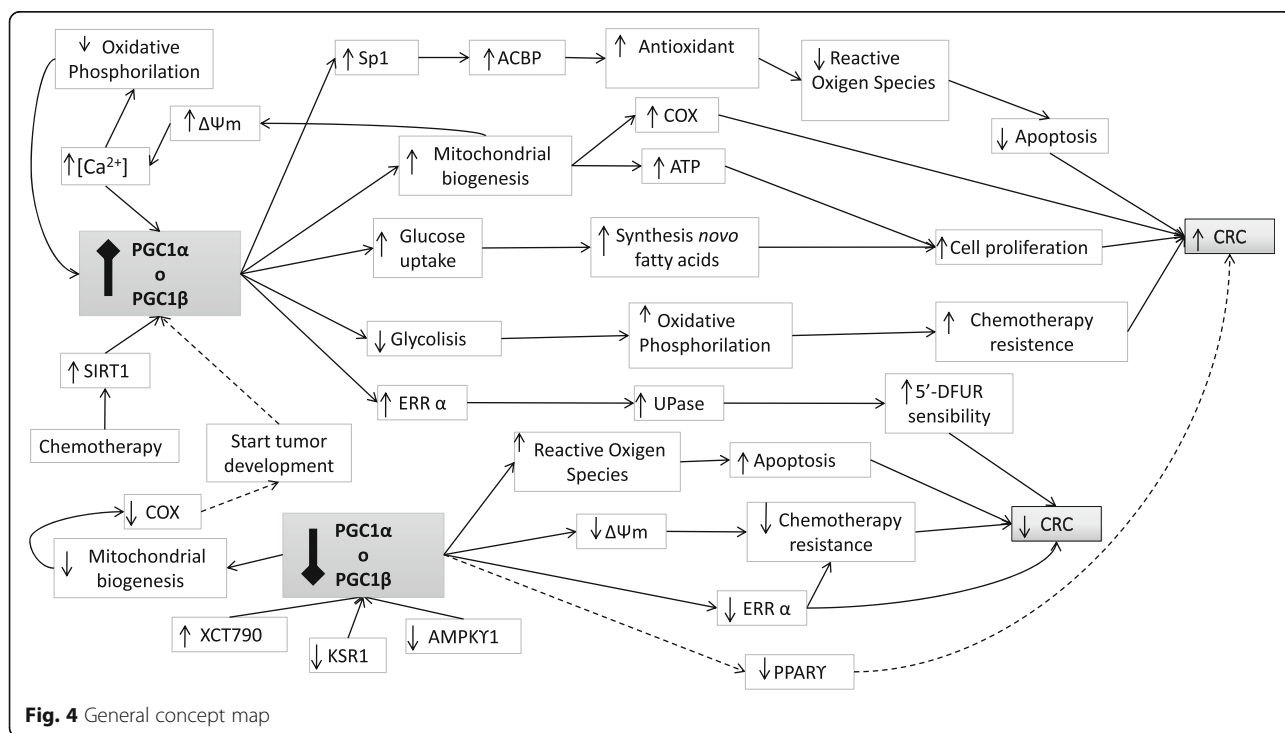 ↓ Oxidative
Phosphorilation
↑ Sp1
↑ ACBP
↑ Antioxidant
↓ Reactive
Oxigen Species
↑ ΔΨm
↑ Mitochondrial
biogenesis
↑ COX
↑ ATP
↓ Apoptosis
↑ [Ca²⁺]
PGC1α
o
PGC1β
↑ Glucose
uptake
↑ Synthesis novo
fatty acids
↑ Cell proliferation
↑ CRC
↓ Glycolisis
↑ Oxidative
Phosphorilation
↑ Chemotherapy
resistence
↑ SIRT1
↑ ERR α
↑ UPase
↑ 5′-DFUR
sensibility
Chemotherapy
Start tumor
development
↑ Reactive Oxigen
Species
↑ Apoptosis
↓ COX
PGC1α
o
PGC1β
↓ ΔΨm
↓ Chemotherapy
resistance
↓ CRC
↓ Mitochondrial
biogenesis
↓ ERR α
↑ XCT790
↓ KSR1
↓ AMPKϒ1
↓ PPARϒ
Fig. 4 General concept map